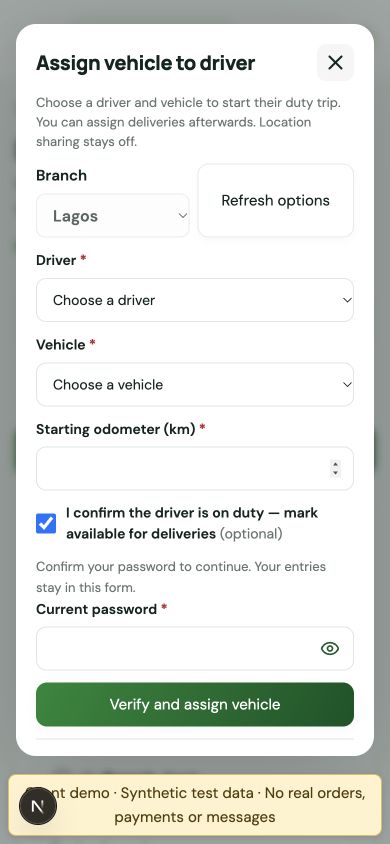 Assign vehicle to driver
Choose a driver and vehicle to start their duty trip.
You can assign deliveries afterwards. Location
sharing stays off.
Branch
Lagos
Refresh options
Driver *
Choose a driver
Vehicle *
Choose a vehicle
Starting odometer (km) *
I confirm the driver is on duty — mark
available for deliveries (optional)
Confirm your password to continue. Your entries
stay in this form.
Current password *
Verify and assign vehicle
N
demo · Synthetic test data · No real orders,
payments or messages